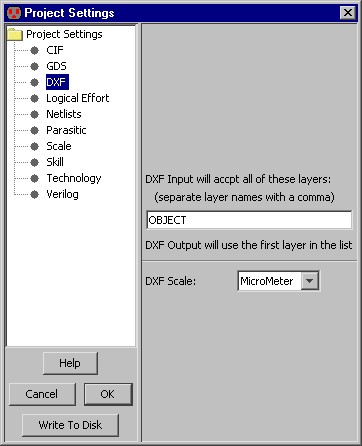 Project Settings
Project Settings
CIF
GDS
DXF
Logical Effort
Netlists
Parasitic
Scale
Skill
Technology
Verilog
DXF Input will accpt all of these layers:
(separate layer names with a comma)
OBJECT
DXF Output will use the first layer in the list
DXF Scale:
MicroMeter
Help
Cancel
OK
Write To Disk